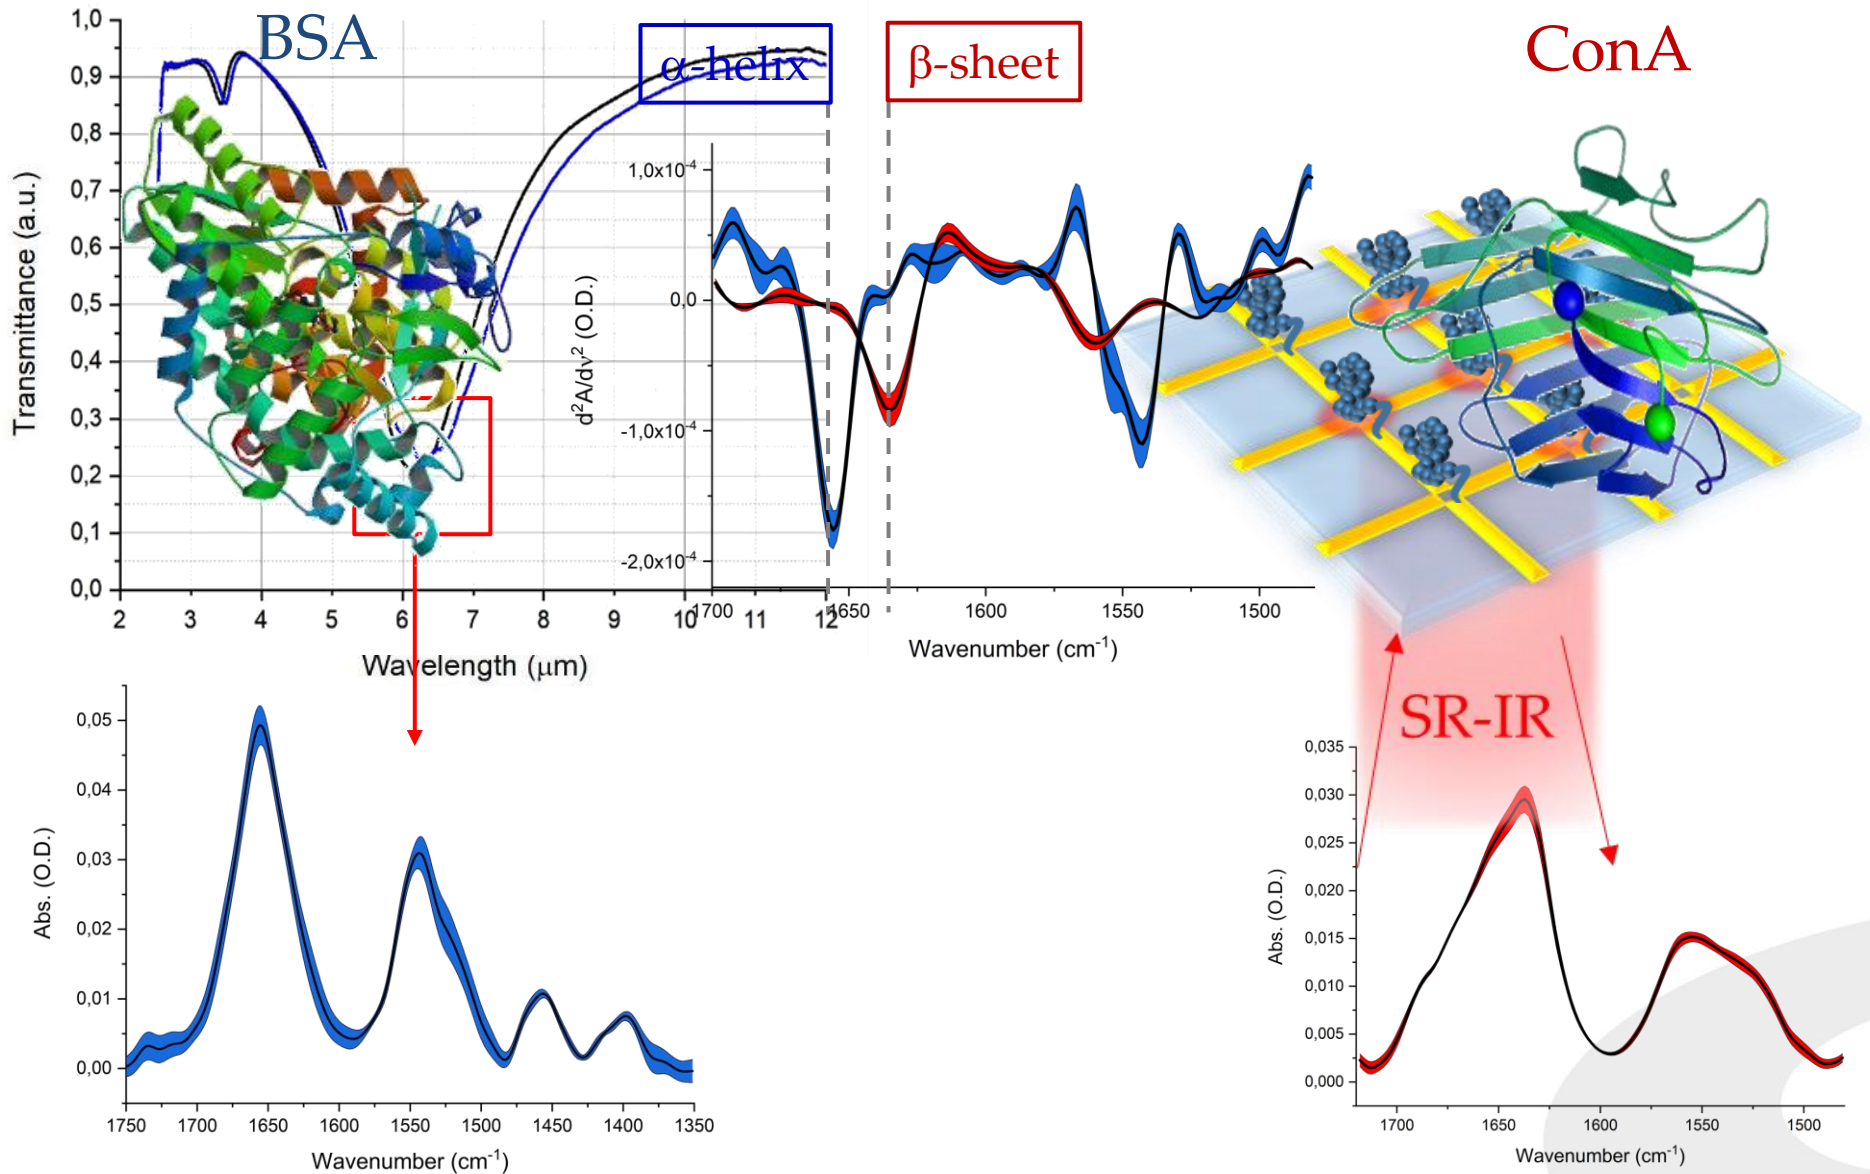 BSA
α-helix
β-sheet
ConA
Transmittance (a.u.)
1,0
0,9
0,8
0,7
0,6
0,5
0,4
0,3
0,2
0,1
0,0
2 3 4 5 6 7 8 9 10 11 12
Wavelength (μm)
d²A/dν² (O.D.)
1,0x10⁻⁴
0,0
-1,0x10⁻⁴
-2,0x10⁻⁴
1700 1650 1600 1550 1500
Wavenumber (cm⁻¹)
SR-IR
Abs. (O.D.)
0,05
0,04
0,03
0,02
0,01
0,00
1750 1700 1650 1600 1550 1500 1450 1400 1350
Wavenumber (cm⁻¹)
Abs. (O.D.)
0,035
0,030
0,025
0,020
0,015
0,010
0,005
0,000
1700 1650 1600 1550 1500
Wavenumber (cm⁻¹)